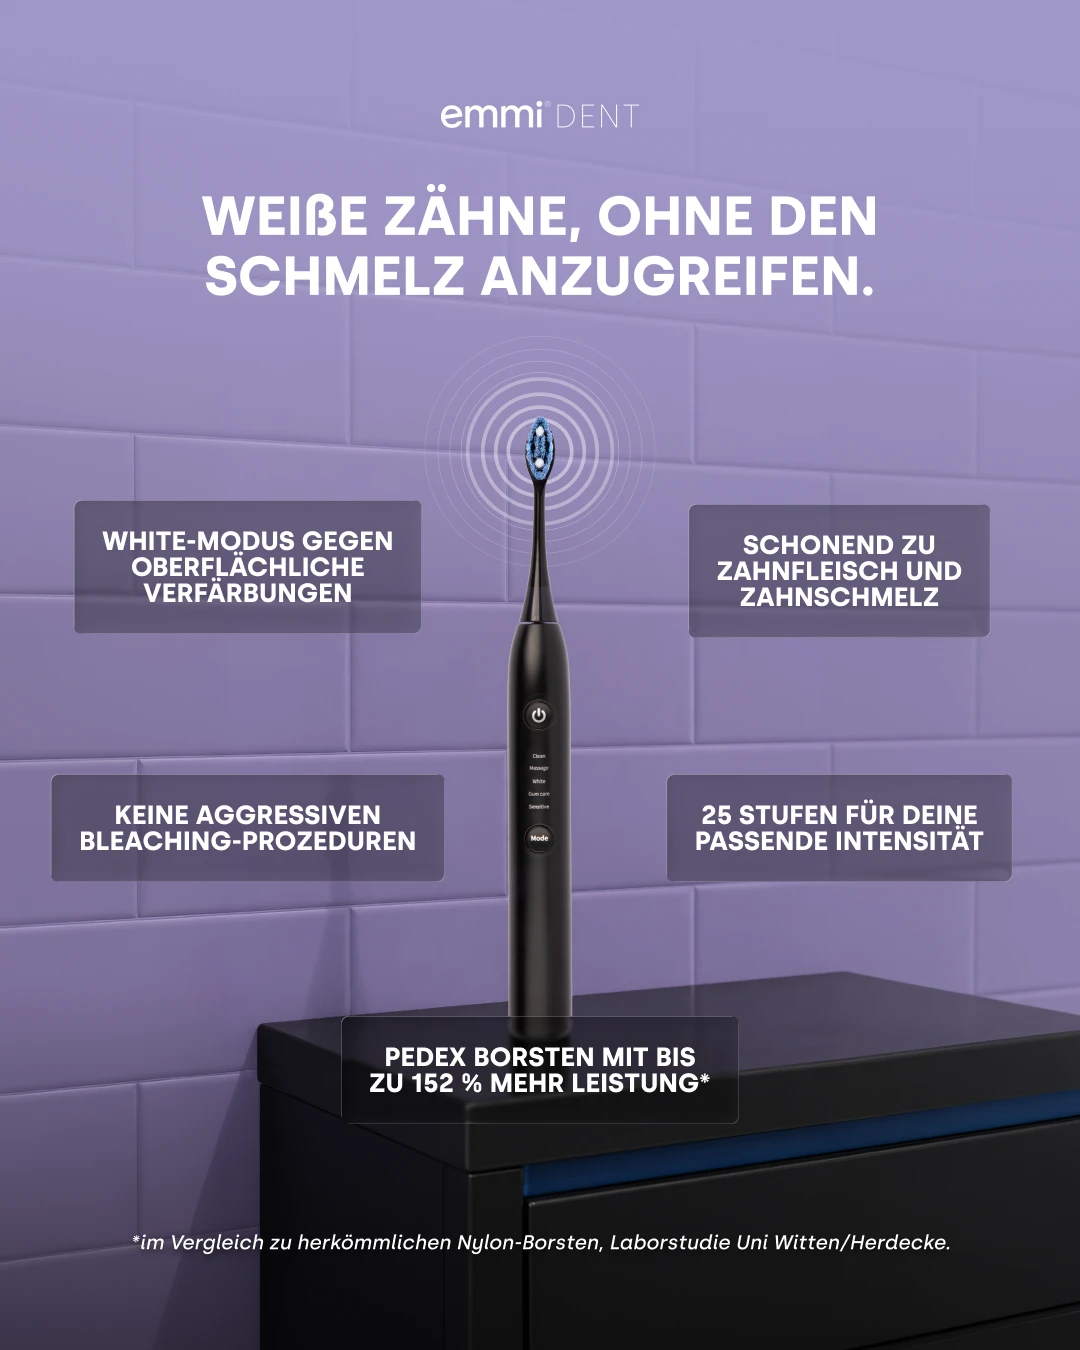 emmi® DENT
WEIßE ZÄHNE, OHNE DEN
SCHMELZ ANZUGREIFEN.
WHITE-MODUS GEGEN
OBERFLÄCHLICHE
VERFÄRBUNGEN
SCHONEND ZU
ZAHNFLEISCH UND
ZAHNSCHMELZ
Clean
Massage
White
Gum care
Sensitive
Mode
KEINE AGGRESSIVEN
BLEACHING-PROZEDUREN
25 STUFEN FÜR DEINE
PASSENDE INTENSITÄT
PEDEX BORSTEN MIT BIS
ZU 152 % MEHR LEISTUNG*
*im Vergleich zu herkömmlichen Nylon-Borsten, Laborstudie Uni Witten/Herdecke.